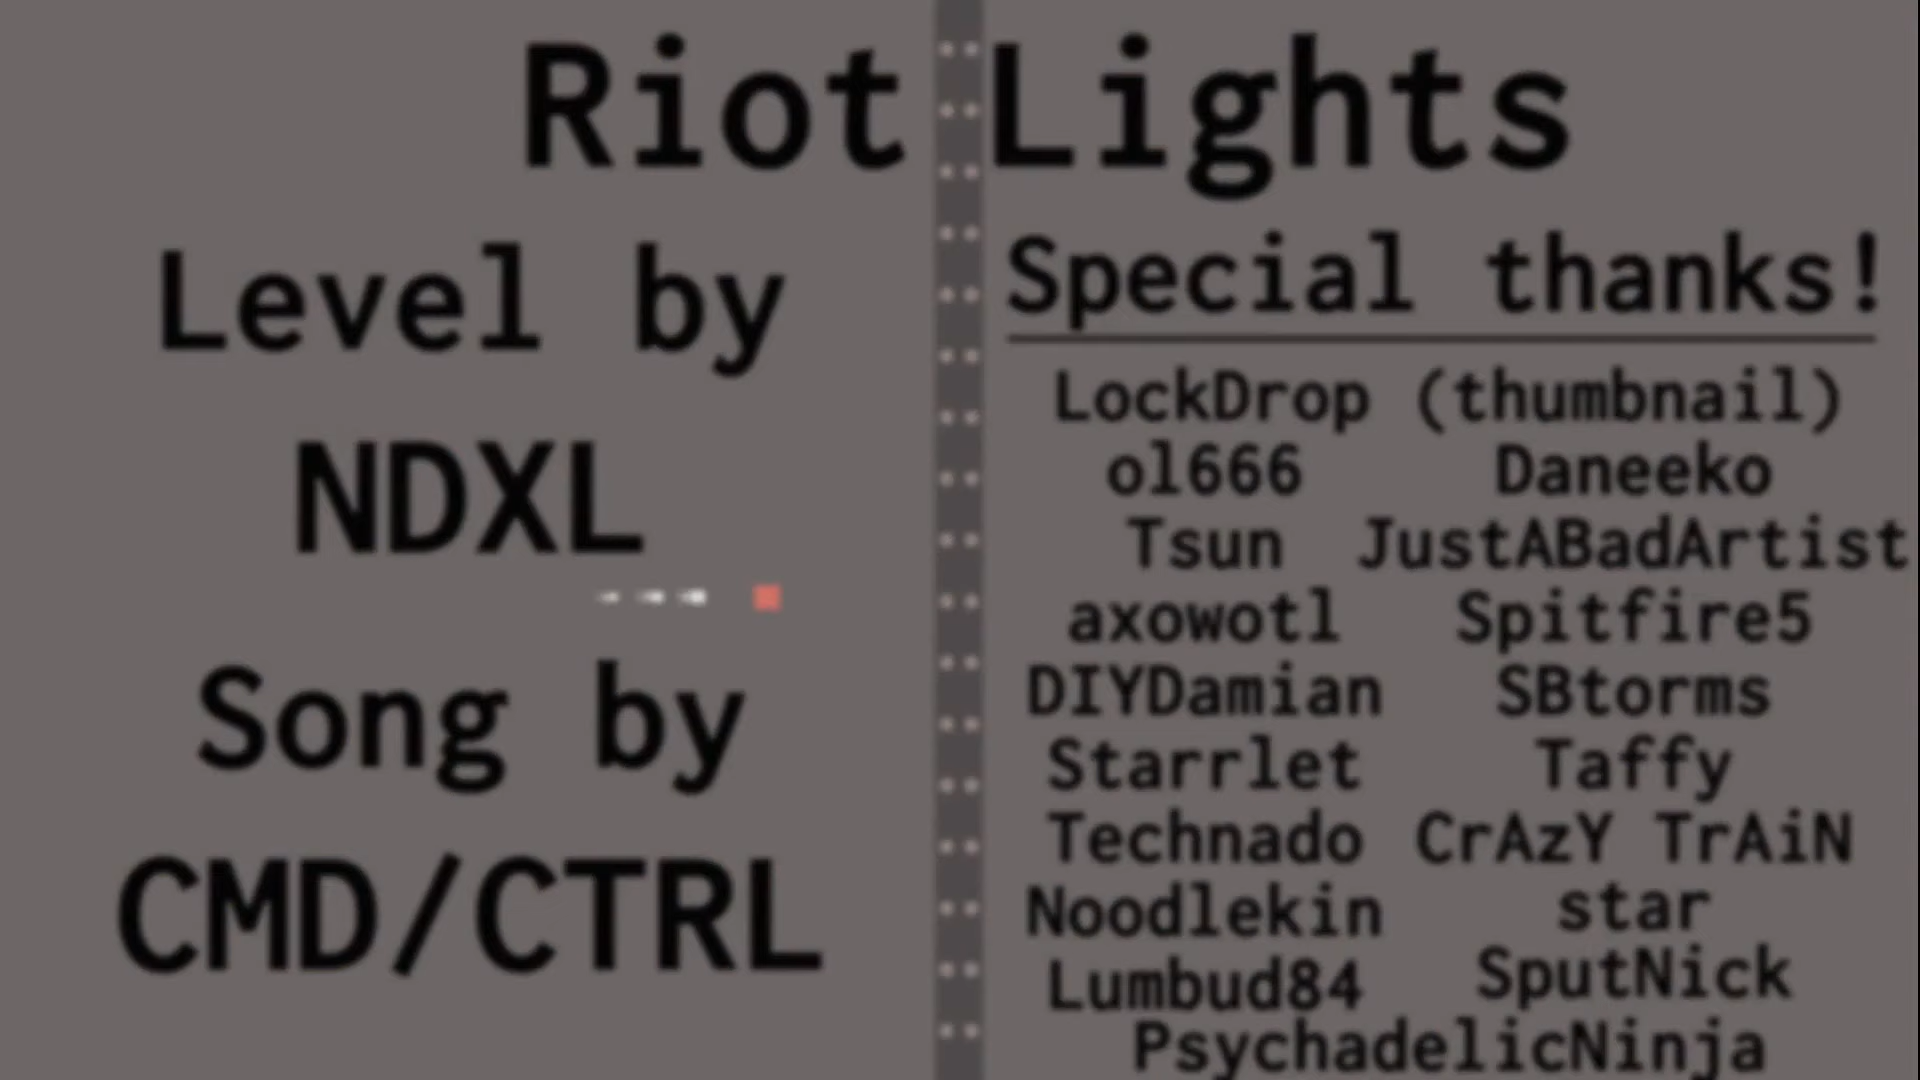 Riot Lights
Level by
NDXL
Song by
CMD/CTRL
Special thanks!
LockDrop (thumbnail)
ol666 Daneeko
Tsun JustABadArtist
axowotl Spitfire5
DIYDamian SBtorms
Starrlet Taffy
Technado CrAzY TrAiN
Noodlekin star
Lumbud84 SputNick
PsychadelicNinja